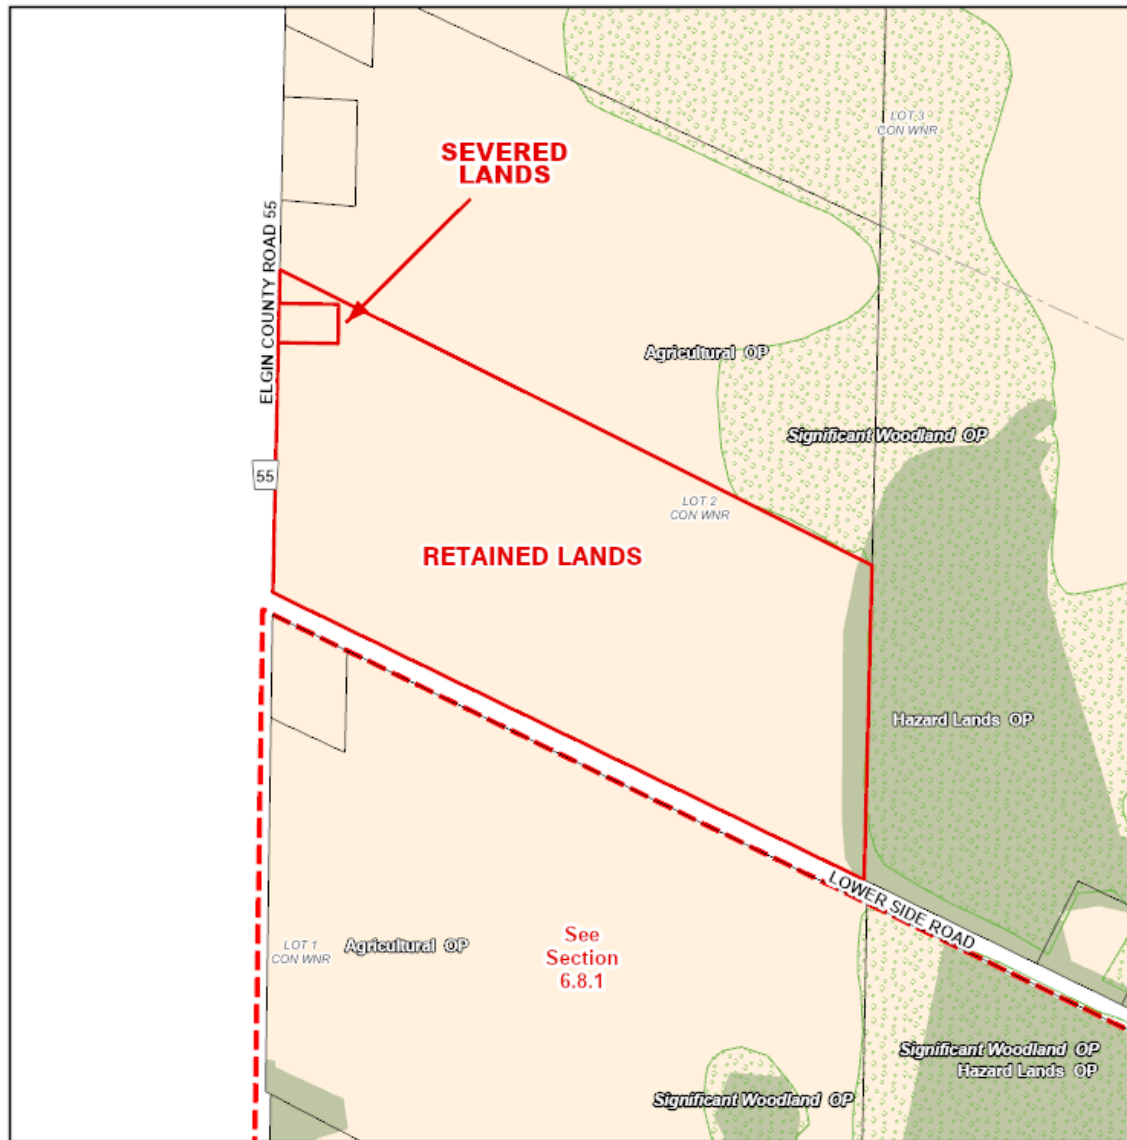 LOT 3
CON WNR
SEVERED
LANDS
ELGIN COUNTY ROAD 55
Agricultural OP
Significant Woodland OP
55
LOT 2
CON WNR
RETAINED LANDS
Hazard Lands OP
LOWER SIDE ROAD
LOT 1
CON WNR
Agricultural OP
See
Section
6.8.1
Significant Woodland OP
Hazard Lands OP
Significant Woodland OP